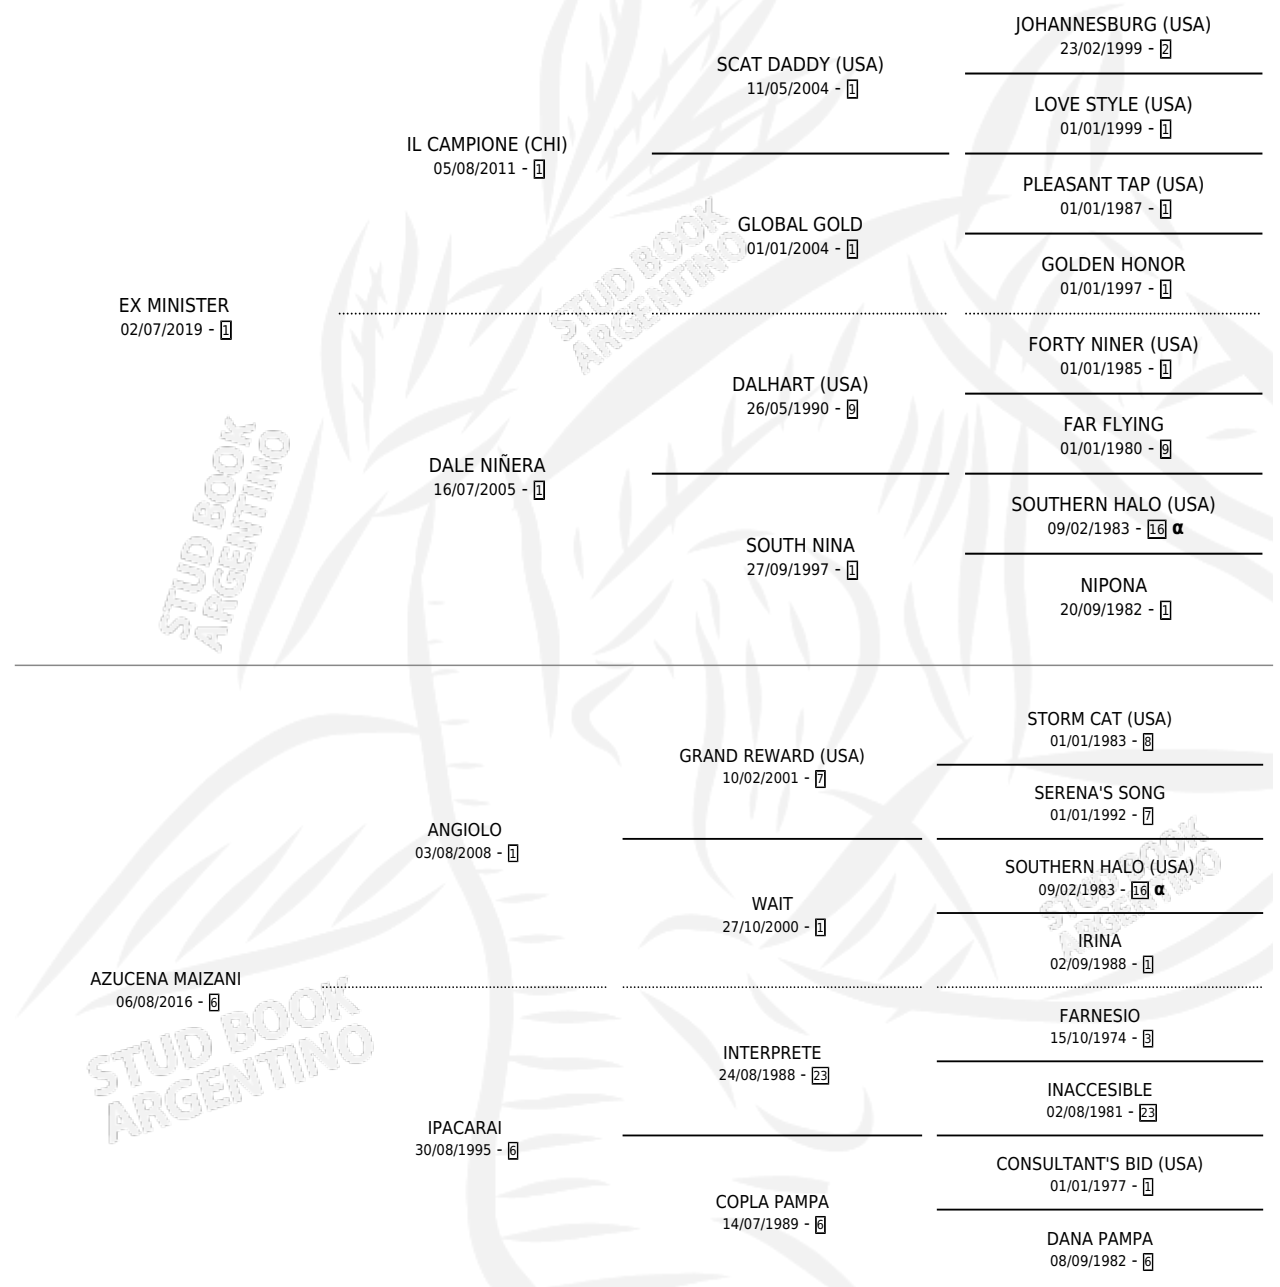 JOHANNESBURG (USA)
23/02/1999 - 2
SCAT DADDY (USA)
11/05/2004 - 1
LOVE STYLE (USA)
01/01/1999 - 1
IL CAMPIONE (CHI)
05/08/2011 - 1
PLEASANT TAP (USA)
01/01/1987 - 1
GLOBAL GOLD
01/01/2004 - 1
GOLDEN HONOR
01/01/1997 - 1
EX MINISTER
02/07/2019 - 1
FORTY NINER (USA)
01/01/1985 - 1
DALHART (USA)
26/05/1990 - 9
FAR FLYING
01/01/1980 - 9
DALE NIÑERA
16/07/2005 - 1
SOUTHERN HALO (USA)
09/02/1983 - 16 α
SOUTH NINA
27/09/1997 - 1
NIPONA
20/09/1982 - 1
STORM CAT (USA)
01/01/1983 - 8
GRAND REWARD (USA)
10/02/2001 - 7
SERENA'S SONG
01/01/1992 - 7
ANGIOLO
03/08/2008 - 1
SOUTHERN HALO (USA)
09/02/1983 - 16 α
WAIT
27/10/2000 - 1
IRINA
02/09/1988 - 1
AZUCENA MAIZANI
06/08/2016 - 6
FARNESIO
15/10/1974 - 3
INTERPRETE
24/08/1988 - 23
INACCESIBLE
02/08/1981 - 23
IPACARAI
30/08/1995 - 6
CONSULTANT'S BID (USA)
01/01/1977 - 1
COPLA PAMPA
14/07/1989 - 6
DANA PAMPA
08/09/1982 - 6
STUD BOOK
ARGENTINO
STUD BOOK
ARGENTINO
STUD BOOK
ARGENTINO
STUD BOOK
ARGENTINO